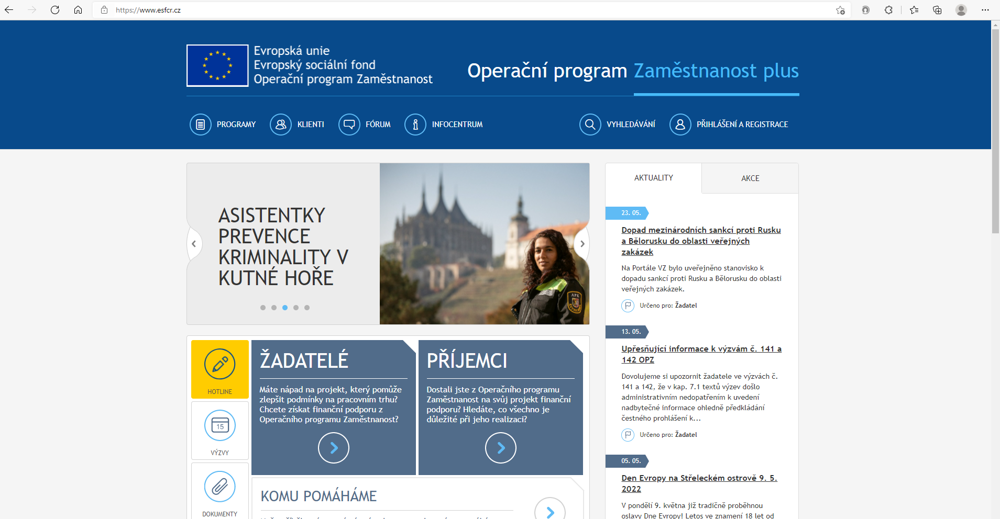 https://www.esfcr.cz
Evropská unie
Evropský sociální fond
Operační program Zaměstnanost
Operační program Zaměstnanost plus
PROGRAMY
KLIENTI
FÓRUM
INFOCENTRUM
VYHLEDÁVÁNÍ
PŘIHLÁŠENÍ A REGISTRACE
ASISTENTKY
PREVENCE
KRIMINALITY V
KUTNÉ HOŘE
APK
HOTLINE
15
VÝZVY
DOKUMENTY
ŽADATELÉ
Máte nápad na projekt, který pomůže
zlepšit podmínky na pracovním trhu?
Chcete získat finanční podporu z
Operačního programu Zaměstnanost?
PŘÍJEMCI
Dostali jste z Operačního programu
Zaměstnanost na svůj projekt finanční
podporu? Hledáte, co všechno je
důležité při jeho realizaci?
KOMU POMÁHÁME
AKTUALITY
AKCE
23. 05.
Dopad mezinárodních sankcí proti Rusku
a Bělorusku do oblasti veřejných
zakázek
Na Portále VZ bylo uveřejněno stanovisko k
dopadu sankcí proti Rusku a Bělorusku do oblasti
veřejných zakázek.
Určeno pro: Žadatel
13. 05.
Upřesňující informace k výzvám č. 141 a
142 OPZ
Dovolujeme si upozornit žadatele ve výzvách č.
141 a 142, že v kap. 7.1 textů výzev došlo
administrativním nedopatřením k uvedení
nadbytečné informace ohledně předkládání
čestného prohlášení k...
Určeno pro: Žadatel
05. 05.
Den Evropy na Střeleckém ostrově 9. 5.
2022
V pondělí 9. května již tradičně proběhnou
oslavy Dne Evropy! Letos ve znamení 18 let od